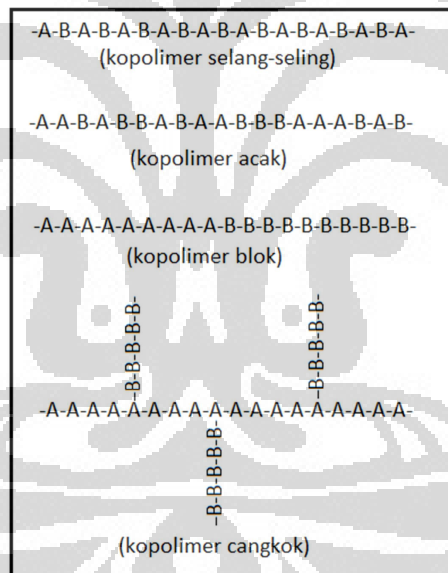 -A-B-A-B-A-B-A-B-A-B-A-B-A-B-A-B-A-B-A-
(kopolimer selang-seling)
-A-A-B-A-B-B-A-B-A-A-B-B-B-A-A-A-B-A-B-
(kopolimer acak)
-A-A-A-A-A-A-A-A-A-B-B-B-B-B-B-B-B-B-B-
(kopolimer blok)
-B-B-B-B-B-
-B-B-B-B-B-
-A-A-A-A-A-A-A-A-A-A-A-A-A-A-A-A-A-A-
-B-B-B-B-B-
(kopolimer cangkok)